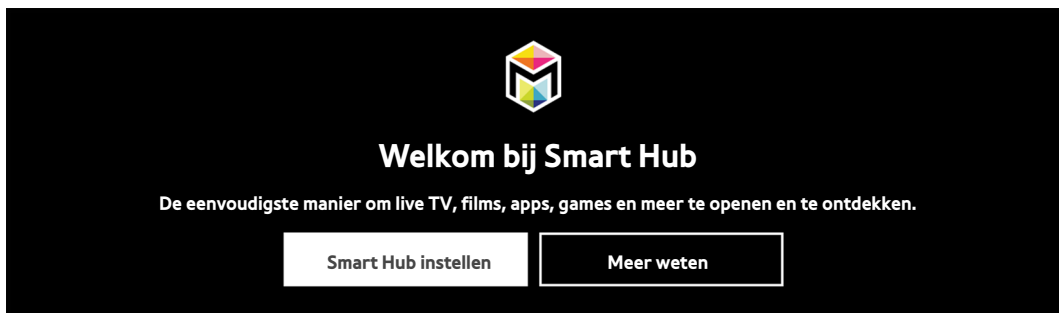 Welkom bij Smart Hub
De eenvoudigste manier om live TV, films, apps, games en meer te openen en te ontdekken.
Smart Hub instellen
Meer weten